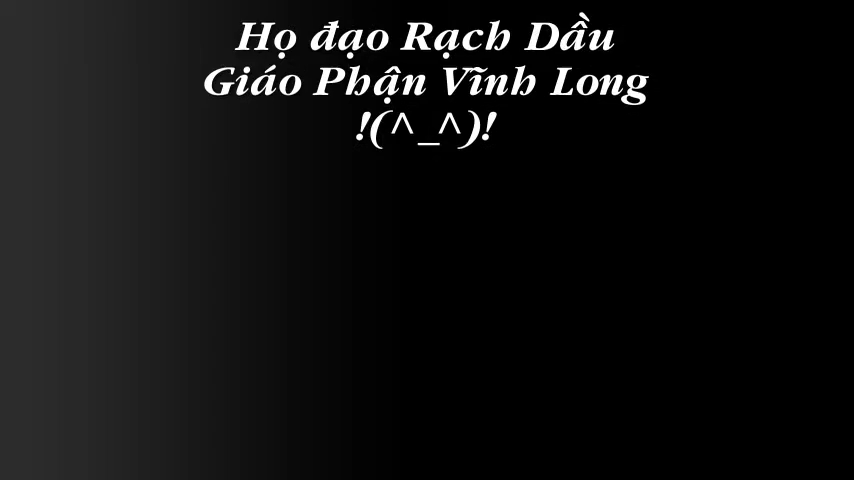 Họ đạo Rạch Dầu
Giáo Phận Vĩnh Long
!(^_^)!